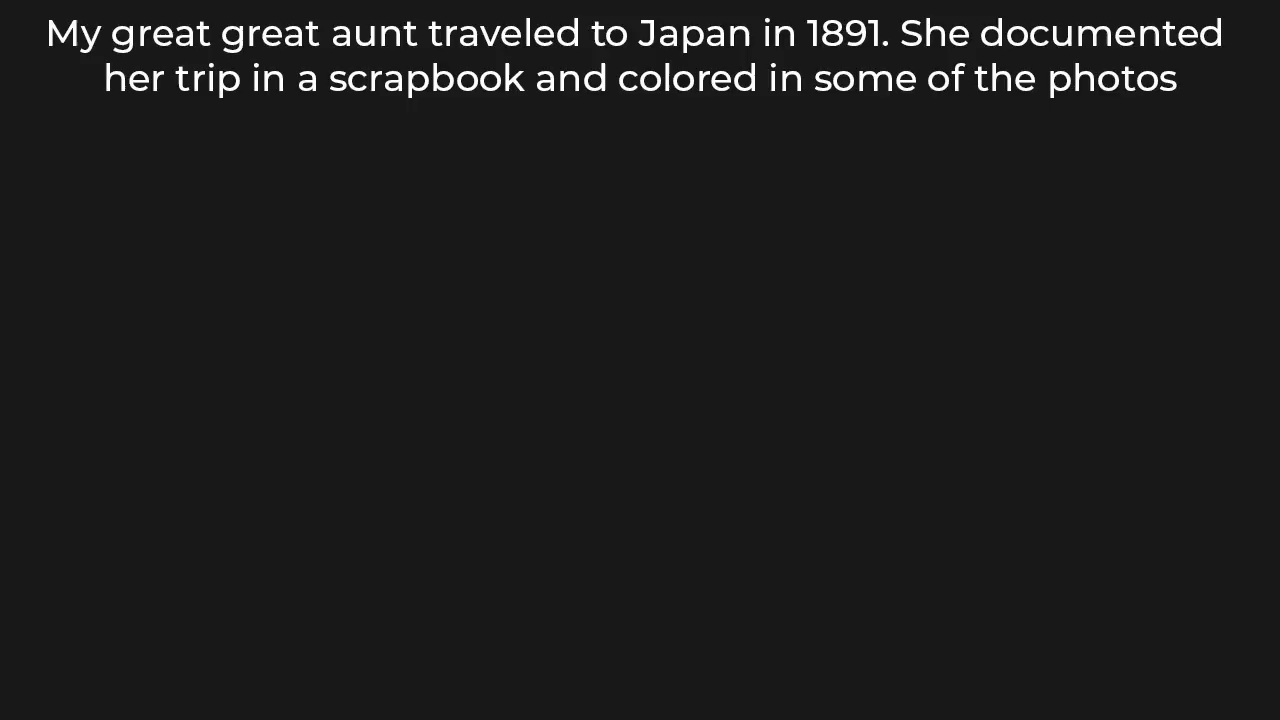 My great great aunt traveled to Japan in 1891. She documented
her trip in a scrapbook and colored in some of the photos